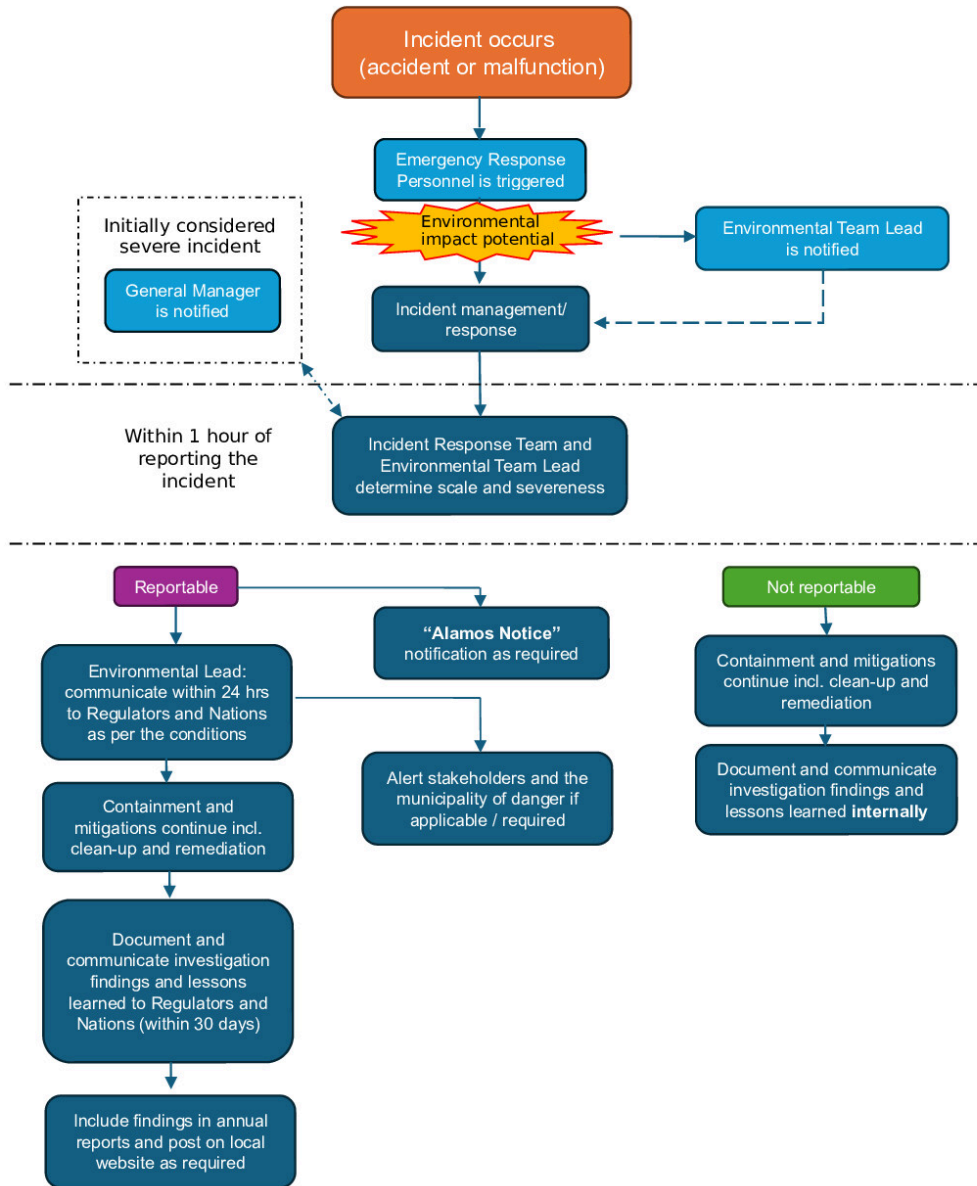 Incident occurs
(accident or malfunction)
Emergency Response
Personnel is triggered
Environmental
impact potential
Environmental Team Lead
is notified
Initially considered
severe incident
General Manager
is notified
Incident management/
response
Within 1 hour of
reporting the
incident
Incident Response Team and
Environmental Team Lead
determine scale and severeness
Reportable
"Alamos Notice"
notification as required
Environmental Lead:
communicate within 24 hrs
to Regulators and Nations
as per the conditions
Alert stakeholders and the
municipality of danger if
applicable / required
Containment and
mitigations continue incl.
clean-up and remediation
Document and
communicate investigation
findings and lessons
learned to Regulators and
Nations (within 30 days)
Include findings in annual
reports and post on local
website as required
Not reportable
Containment and mitigations
continue incl. clean-up and
remediation
Document and communicate
investigation findings and
lessons learned internally